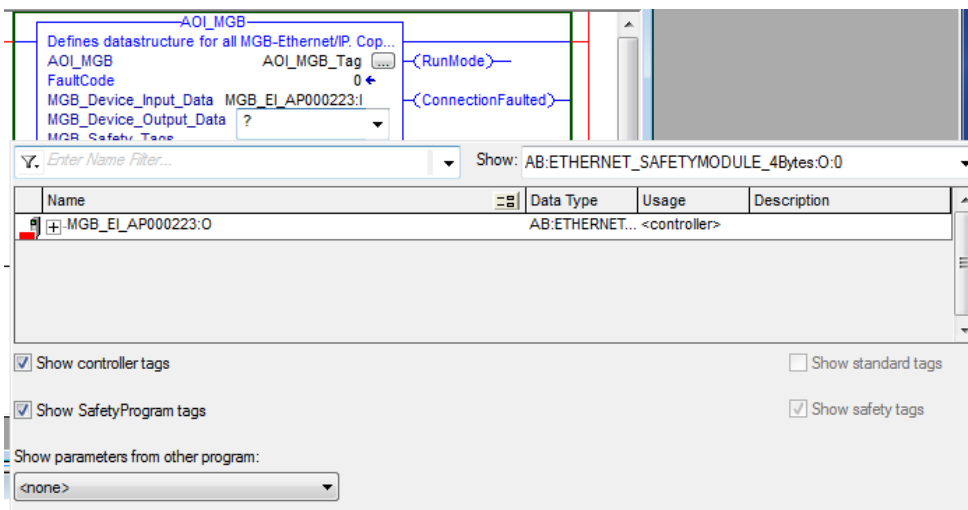 AOI_MGB
Defines datastructure for all MGB-Ethernet/IP. Cop...
AOI_MGB AOI_MGB_Tag ... (RunMode)
FaultCode 0
MGB_Device_Input_Data MGB_EI_AP000223:I (ConnectionFaulted)
MGB_Device_Output_Data ?
MGB_Safety_Tags
Enter Name Filter... Show: AB:ETHERNET_SAFETYMODULE_4Bytes:O:0
Name Data Type Usage Description
MGB_EI_AP000223:O AB:ETHERNET... <controller>
Show controller tags Show standard tags
Show SafetyProgram tags Show safety tags
Show parameters from other program:
<none>